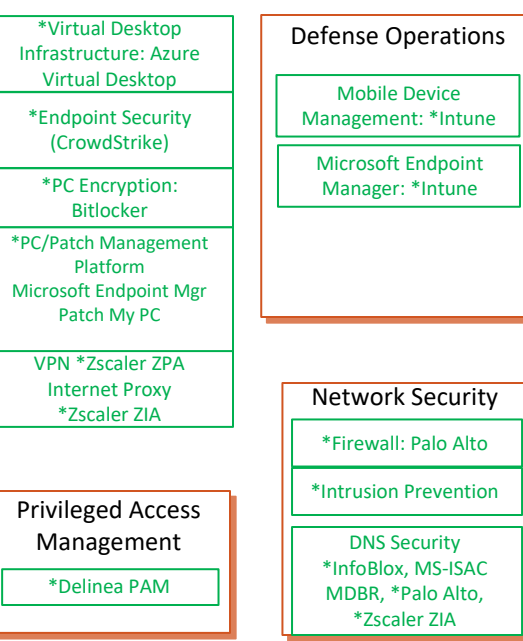 *Virtual Desktop
Infrastructure: Azure
Virtual Desktop
*Endpoint Security
(CrowdStrike)
*PC Encryption:
Bitlocker
*PC/Patch Management
Platform
Microsoft Endpoint Mgr
Patch My PC
VPN *Zscaler ZPA
Internet Proxy
*Zscaler ZIA
Privileged Access
Management
*Delinea PAM
Defense Operations
Mobile Device
Management: *Intune
Microsoft Endpoint
Manager: *Intune
Network Security
*Firewall: Palo Alto
*Intrusion Prevention
DNS Security
*InfoBlox, MS-ISAC
MDBR, *Palo Alto,
*Zscaler ZIA